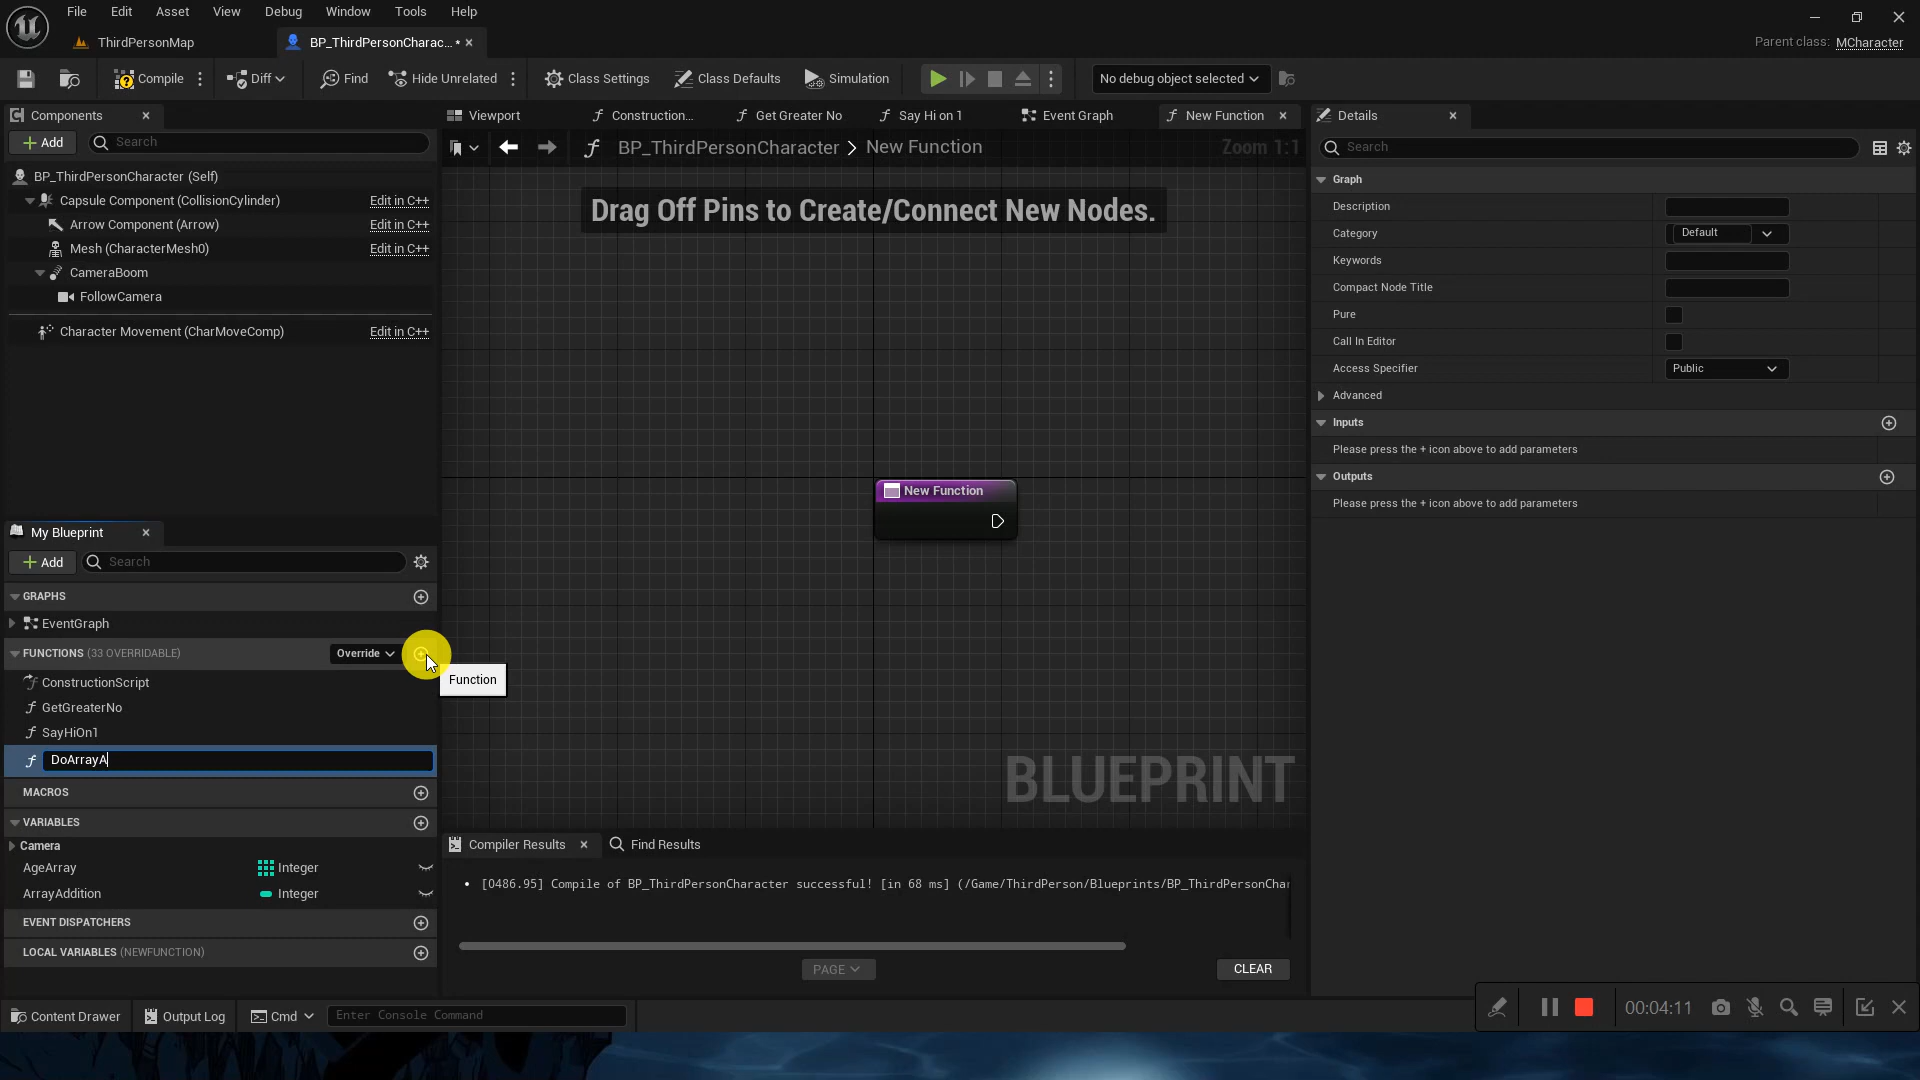 File Edit Asset View Debug Window Tools Help
ThirdPersonMap
BP_ThirdPersonCharac... *
Parent class: MCharacter
Compile
Diff
Find
Hide Unrelated
Class Settings
Class Defaults
Simulation
No debug object selected
Components
Add
Search
BP_ThirdPersonCharacter (Self)
Capsule Component (CollisionCylinder) Edit in C++
Arrow Component (Arrow) Edit in C++
Mesh (CharacterMesh0) Edit in C++
CameraBoom
FollowCamera
Character Movement (CharMoveComp) Edit in C++
Viewport
Construction...
Get Greater No
Say Hi on 1
Event Graph
New Function
BP_ThirdPersonCharacter > New Function
Zoom 1:1
Drag Off Pins to Create/Connect New Nodes.
New Function
BLUEPRINT
My Blueprint
Add
Search
GRAPHS
EventGraph
FUNCTIONS (33 OVERRIDABLE) Override
Function
ConstructionScript
GetGreaterNo
SayHiOn1
DoArrayA
MACROS
VARIABLES
Camera
AgeArray Integer
ArrayAddition Integer
EVENT DISPATCHERS
LOCAL VARIABLES (NEWFUNCTION)
Compiler Results
Find Results
[0486.95] Compile of BP_ThirdPersonCharacter successful! [in 68 ms] (/Game/ThirdPerson/Blueprints/BP_ThirdPersonChar
PAGE
CLEAR
Details
Search
Graph
Description
Category Default
Keywords
Compact Node Title
Pure
Call In Editor
Access Specifier Public
Advanced
Inputs
Please press the + icon above to add parameters
Outputs
Please press the + icon above to add parameters
Content Drawer
Output Log
Cmd
Enter Console Command
00:04:11